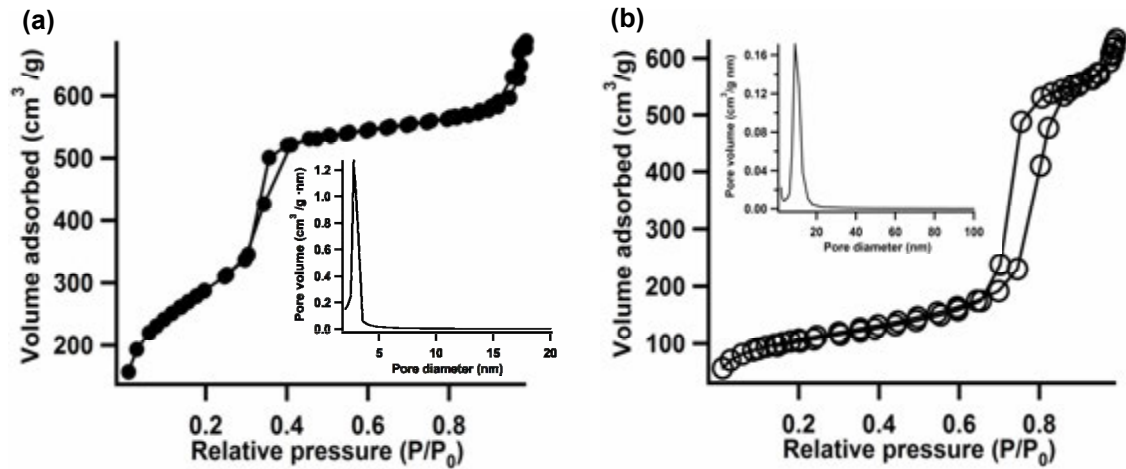 (a)
Volume adsorbed (cm³/g)
600
500
400
300
200
0.2 0.4 0.6 0.8
Relative pressure (P/P₀)
Pore volume (cm³/g ·nm)
1.2
1.0
0.8
0.6
0.4
0.2
0.0
5 10 15 20
Pore diameter (nm)
(b)
Volume adsorbed (cm³/g)
600
500
400
300
200
100
0.2 0.4 0.6 0.8
Relative pressure (P/P₀)
Pore volume (cm³/g nm)
0.16
0.12
0.08
0.04
0.00
20 40 60 80 100
Pore diameter (nm)